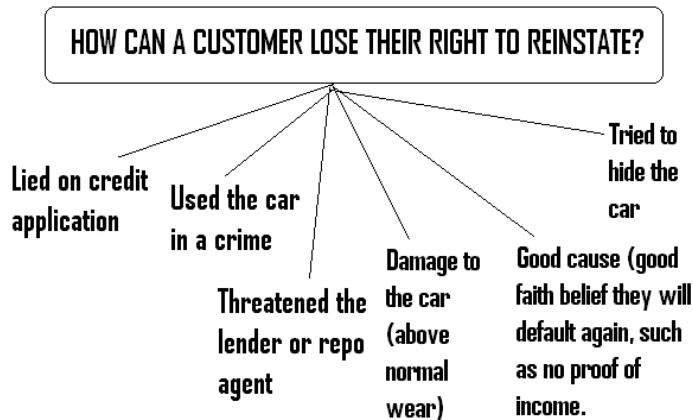 HOW CAN A CUSTOMER LOSE THEIR RIGHT TO REINSTATE?
Lied on credit
application
Used the car
in a crime
Threatened the
lender or repo
agent
Damage to
the car
(above
normal
wear)
Good cause (good
faith belief they will
default again, such
as no proof of
income.
Tried to
hide the
car